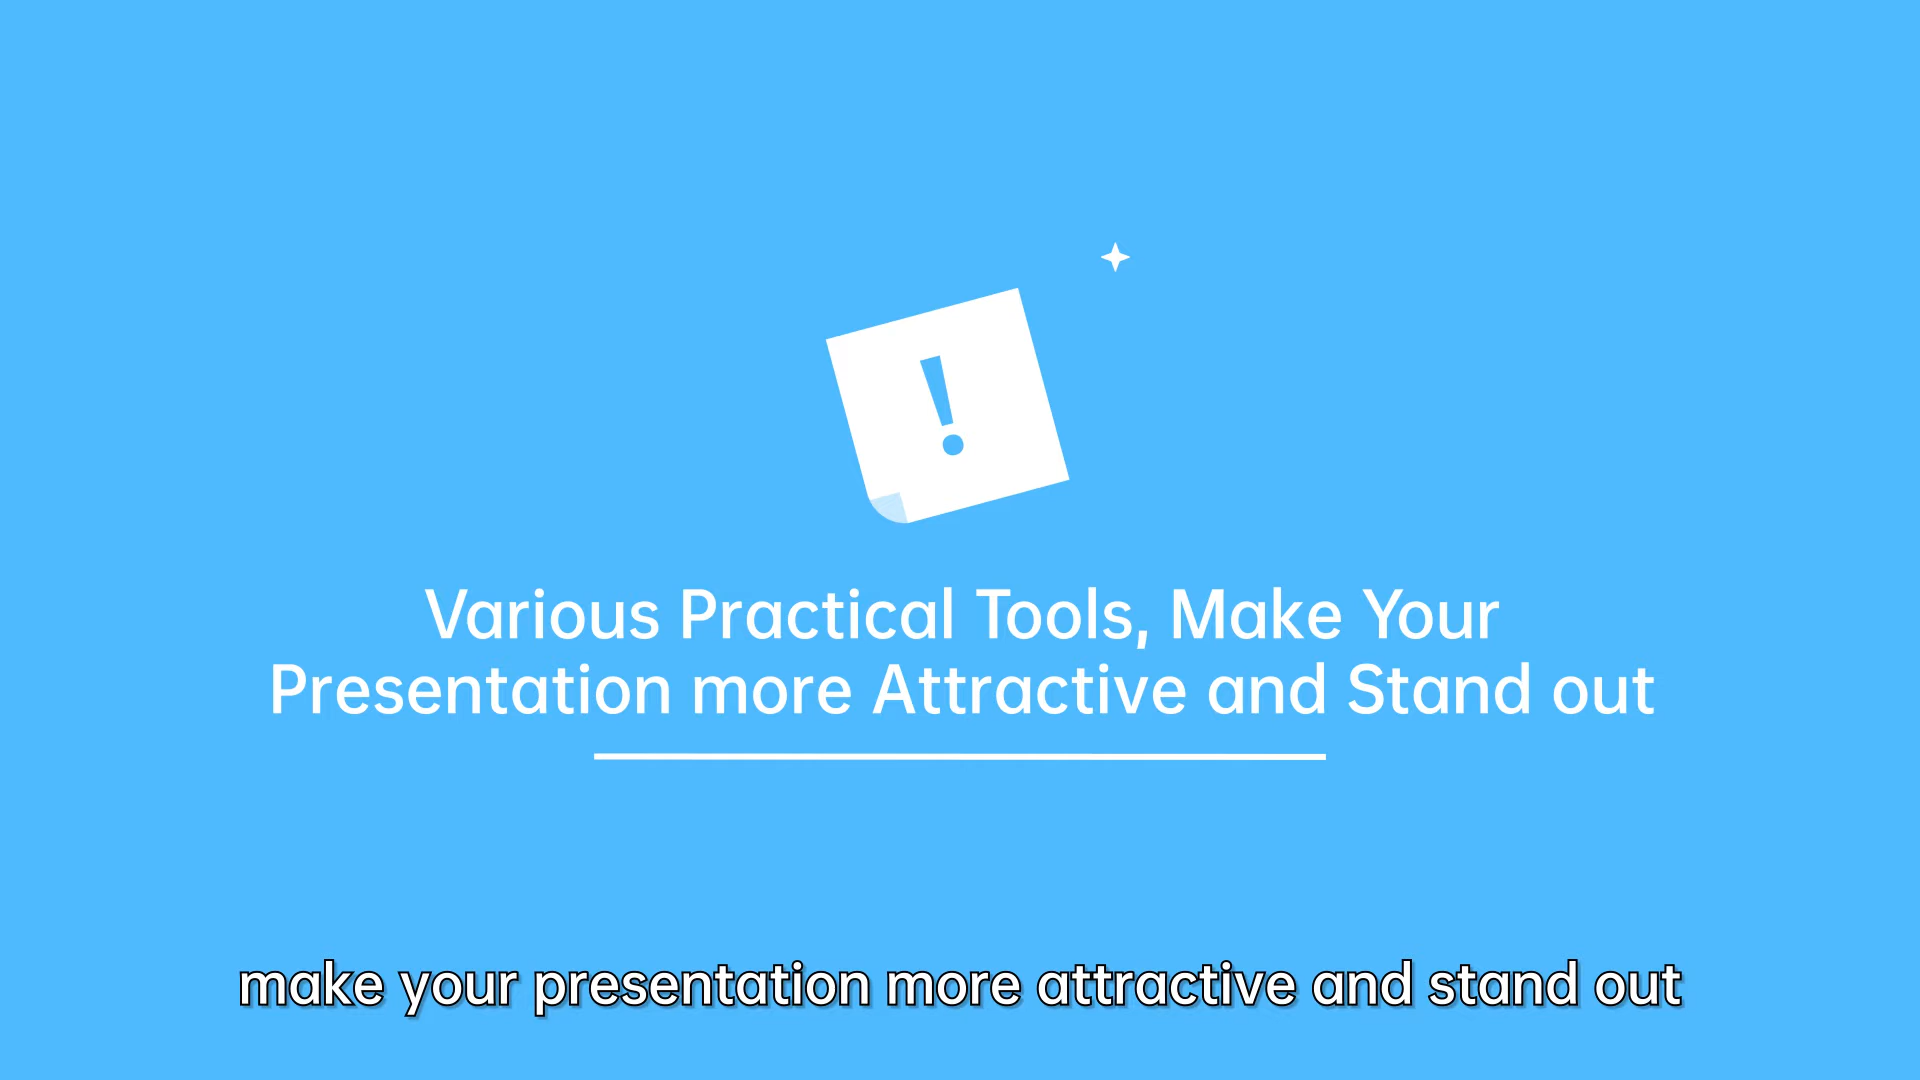 !
Various Practical Tools, Make Your
Presentation more Attractive and Stand out
make your presentation more attractive and stand out